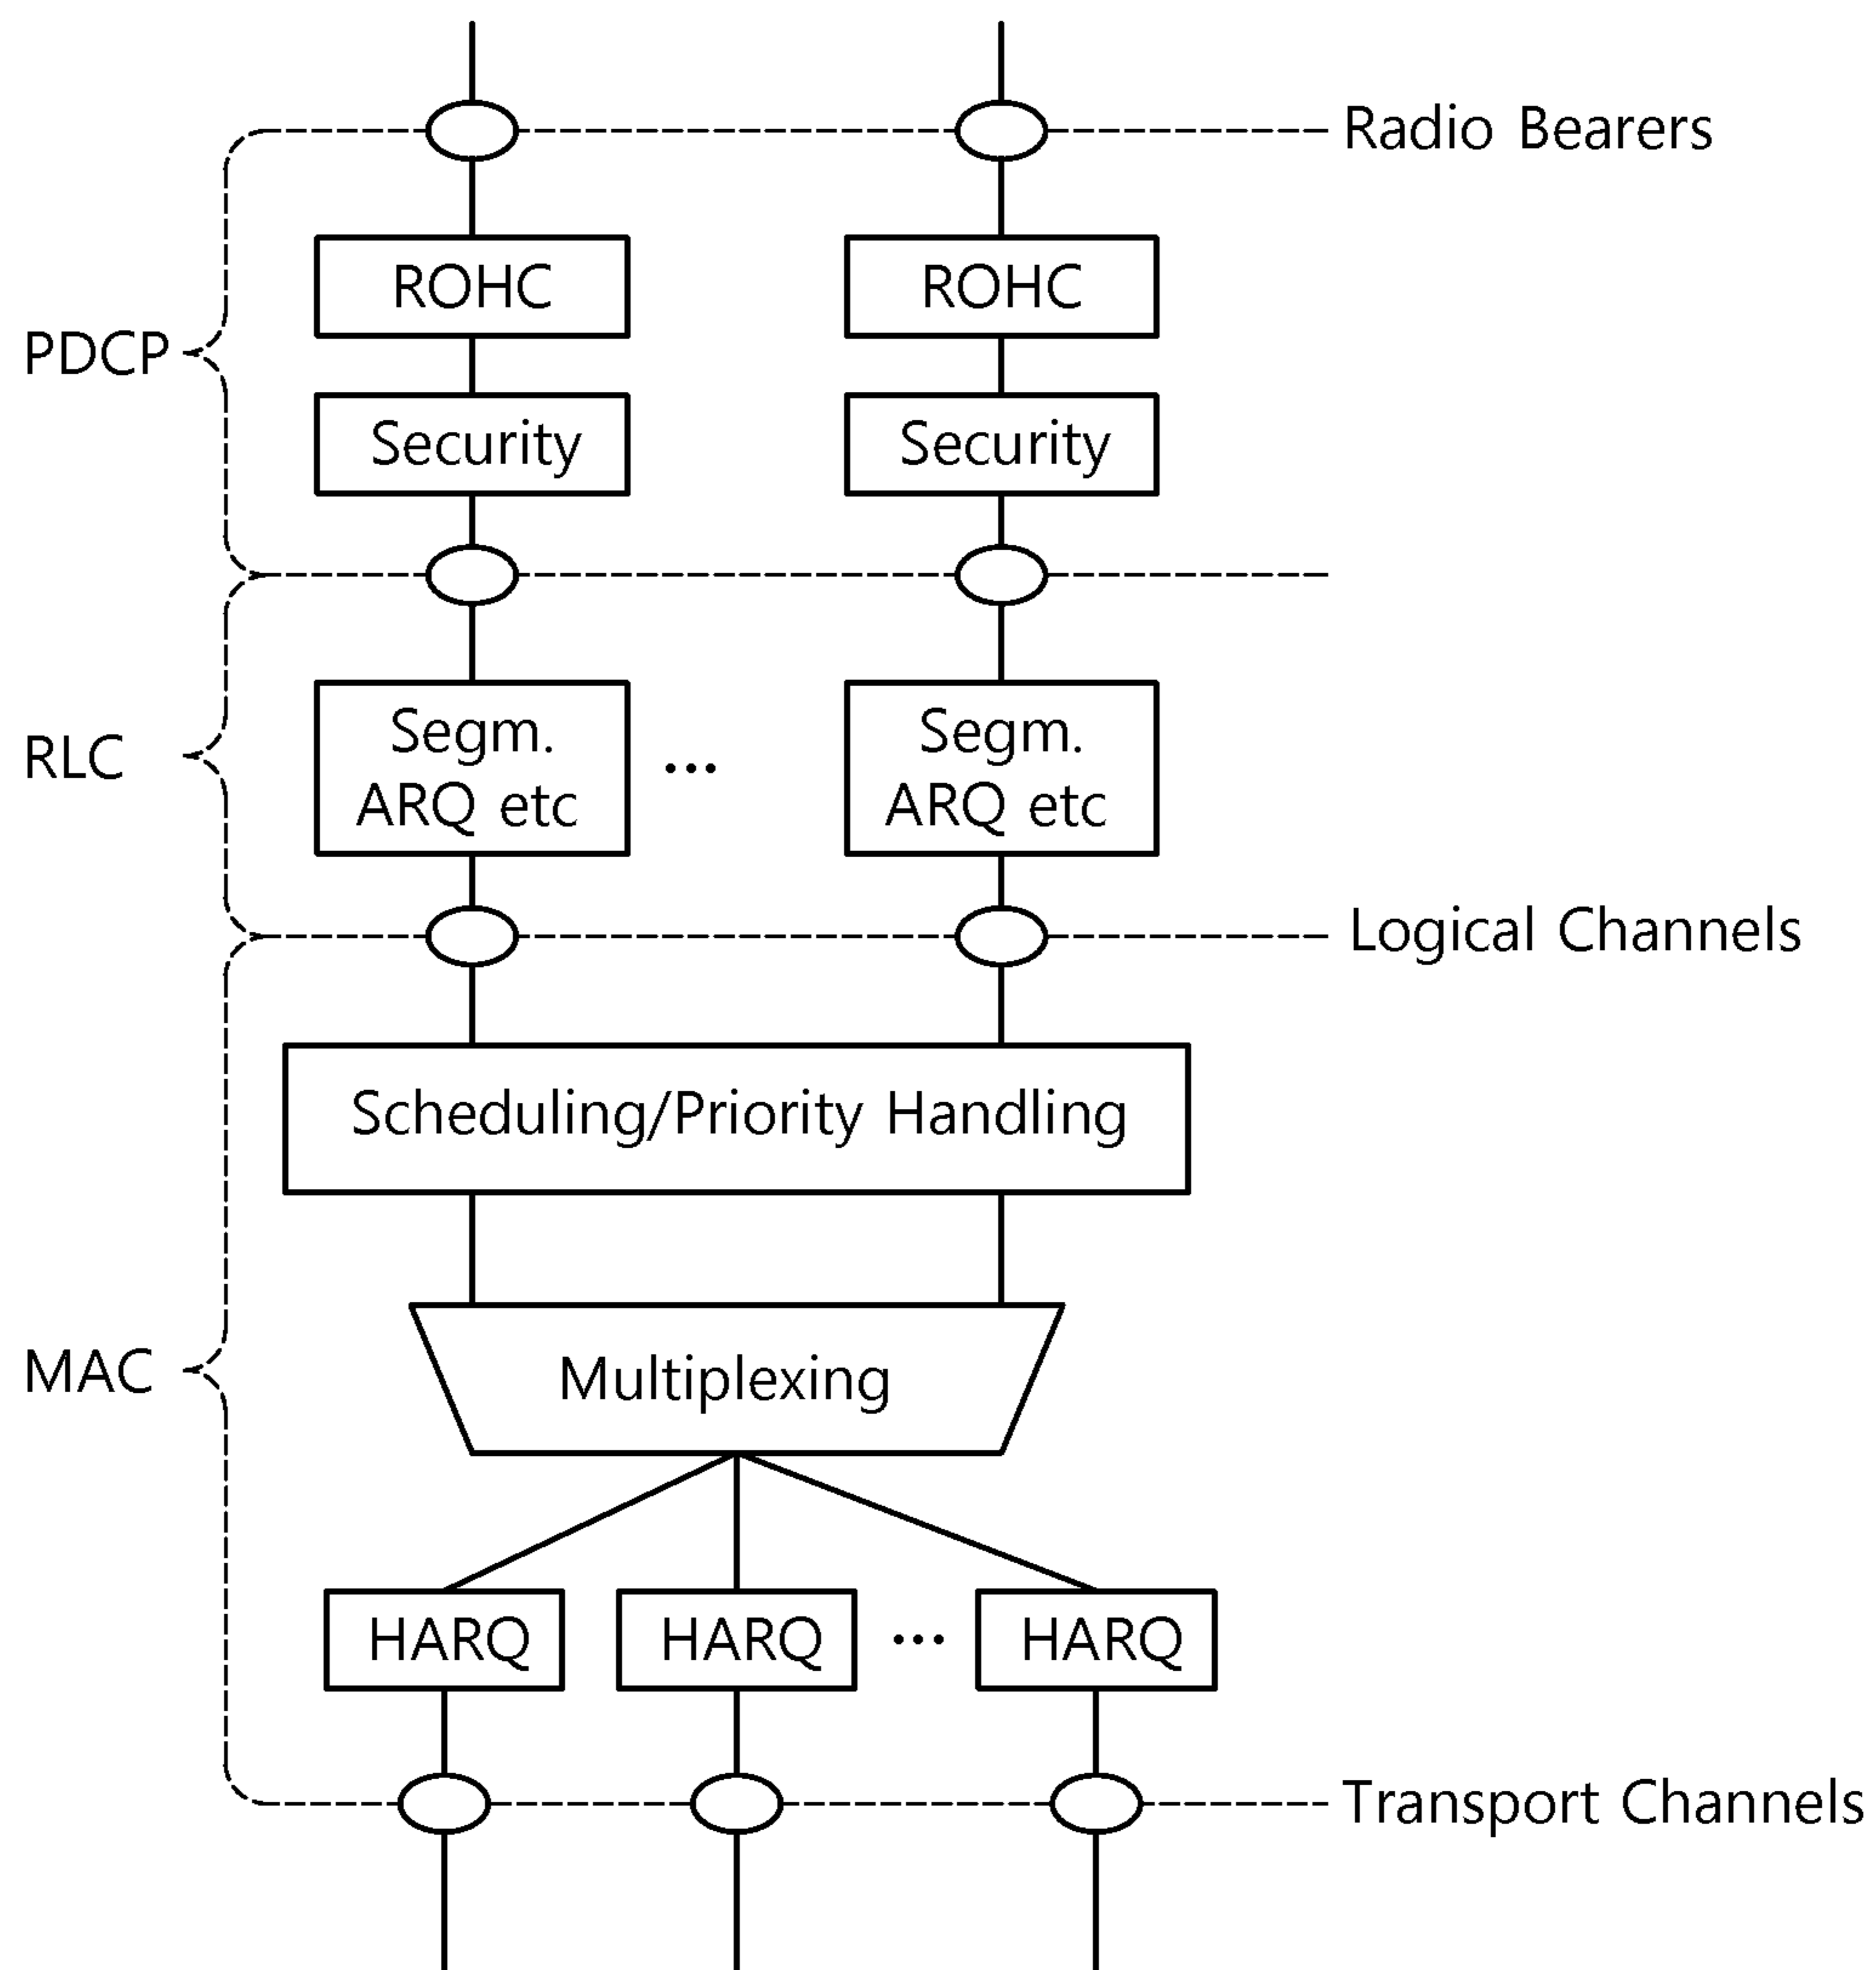 Radio Bearers
ROHC
ROHC
PDCP
Security
Security
Segm.
ARQ etc
...
Segm.
ARQ etc
RLC
Logical Channels
Scheduling/Priority Handling
MAC
Multiplexing
HARQ
HARQ
...
HARQ
Transport Channels